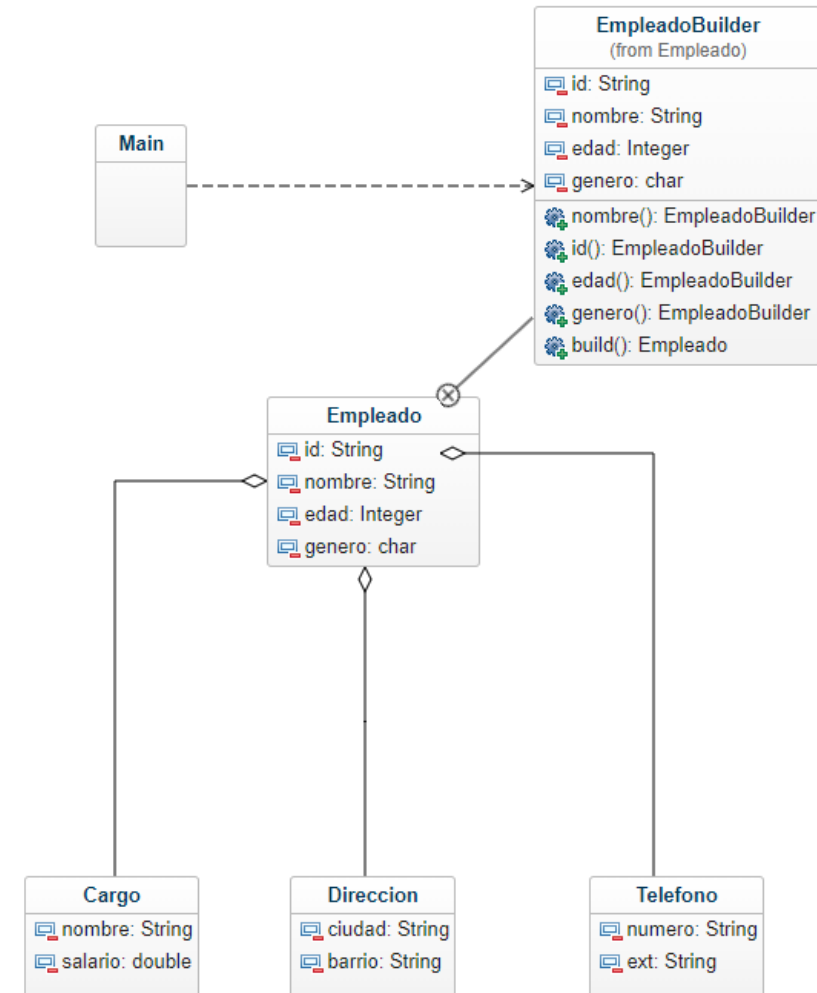 EmpleadoBuilder
(from Empleado)
id: String
nombre: String
edad: Integer
genero: char
nombre(): EmpleadoBuilder
id(): EmpleadoBuilder
edad(): EmpleadoBuilder
genero(): EmpleadoBuilder
build(): Empleado
Main
Empleado
id: String
nombre: String
edad: Integer
genero: char
Cargo
nombre: String
salario: double
Direccion
ciudad: String
barrio: String
Telefono
numero: String
ext: String